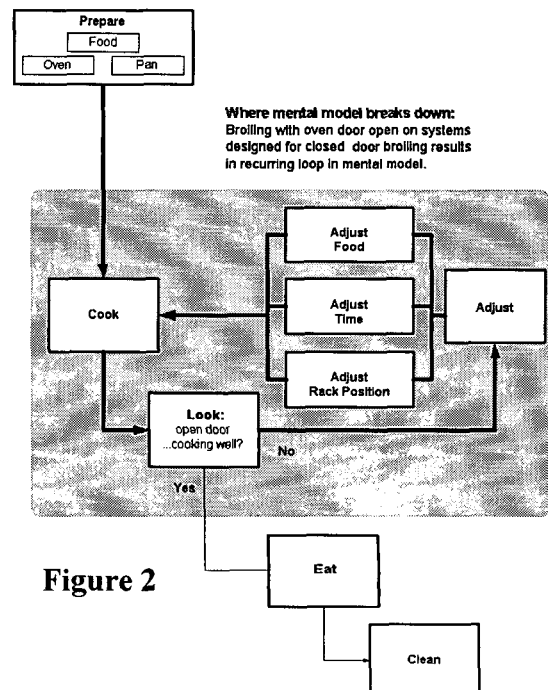 Prepare
Food
Oven
Pan
Where mental model breaks down:
Broiling with oven door open on systems
designed for closed door broiling results
in recurring loop in mental model.
Adjust
Food
Cook
Adjust
Time
Adjust
Adjust
Rack Position
Look:
open door
...cooking well?
No
Yes
Figure 2
Eat
Clean